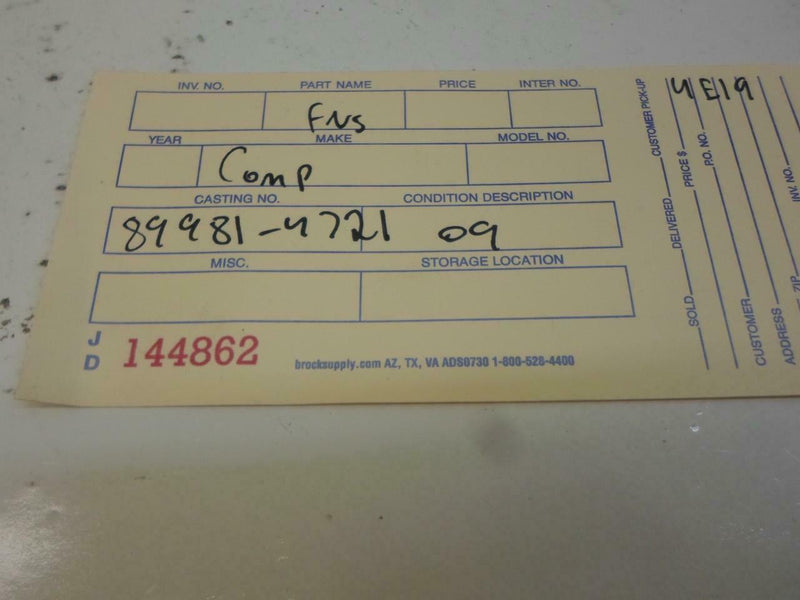 INV. NO. PART NAME PRICE INTER NO.
FNS
YEAR MAKE MODEL NO.
Comp
CASTING NO. CONDITION DESCRIPTION
89981-4721 09
MISC. STORAGE LOCATION
J D 144862
brocksupply.com AZ, TX, VA ADS0730 1-800-528-4400
SOLD DELIVERED CUSTOMER PICK-UP
PRICE $ 4E19
P.O. NO.
CUSTOMER
ADDRESS
ZIP
INV. NO.